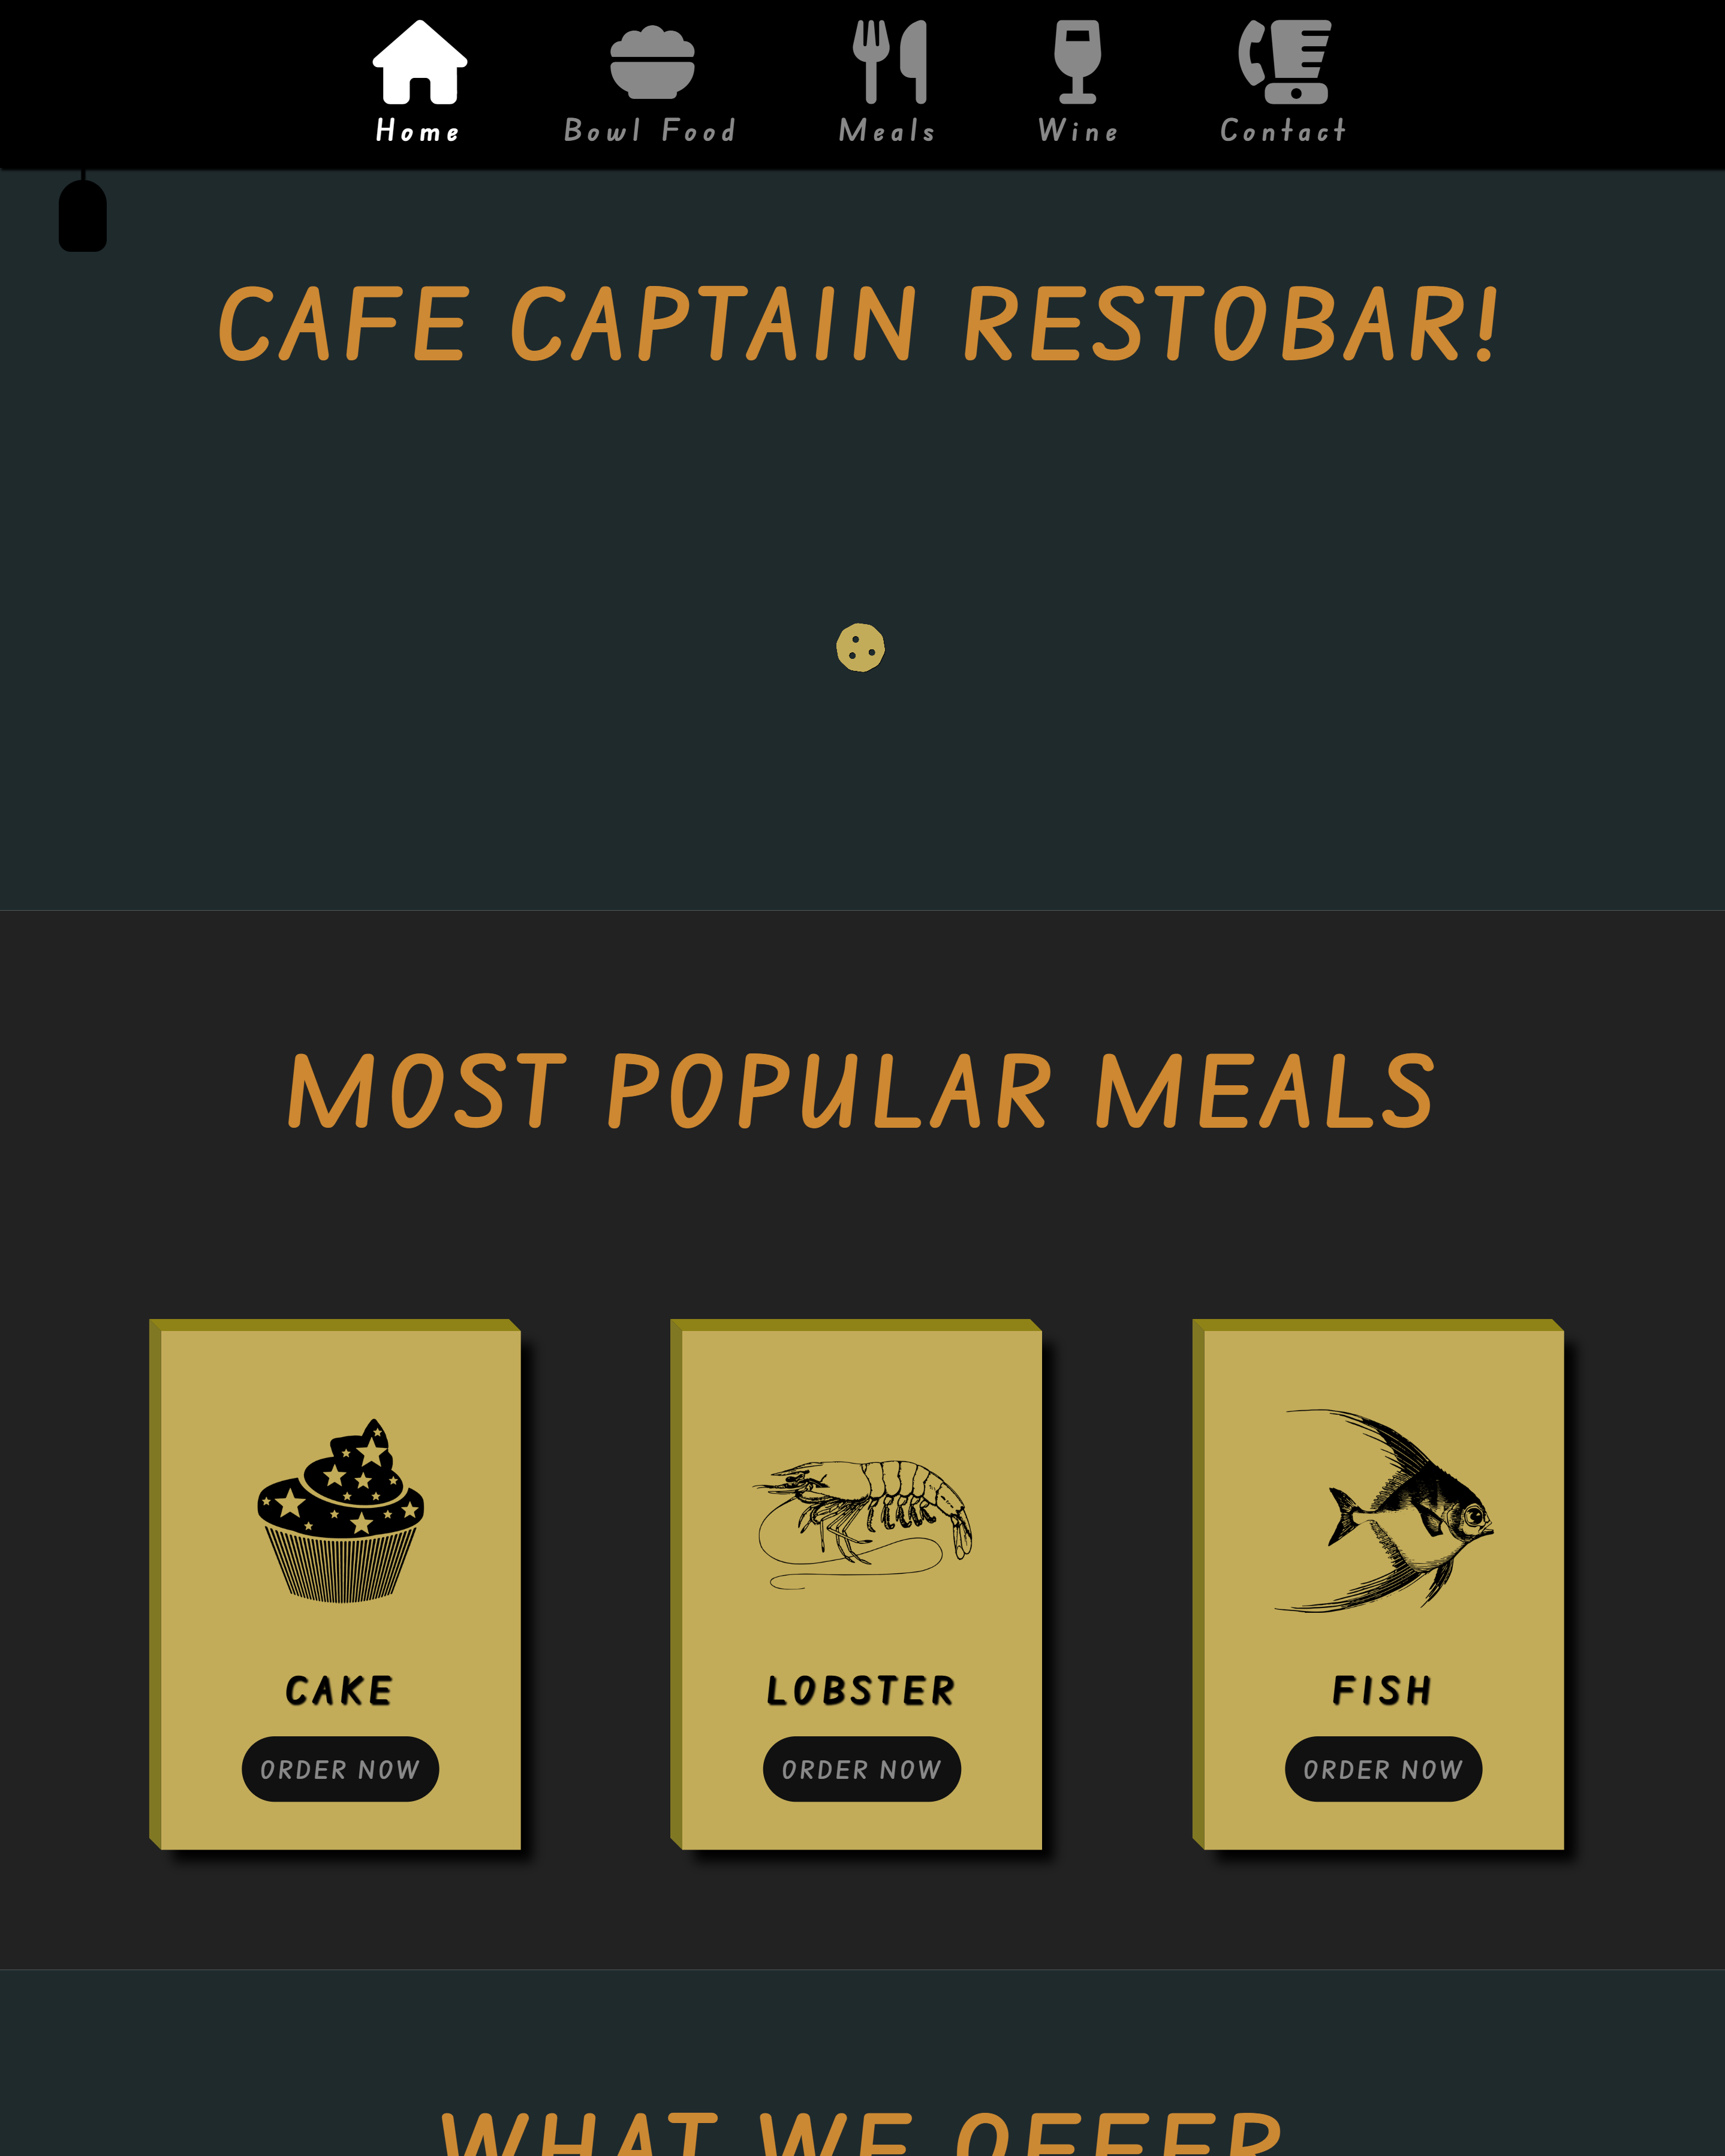 Home Bowl Food Meals Wine Contact
CAFE CAPTAIN RESTOBAR!
MOST POPULAR MEALS
CAKE LOBSTER FISH
ORDER NOW ORDER NOW ORDER NOW
WHAT WE OFFER